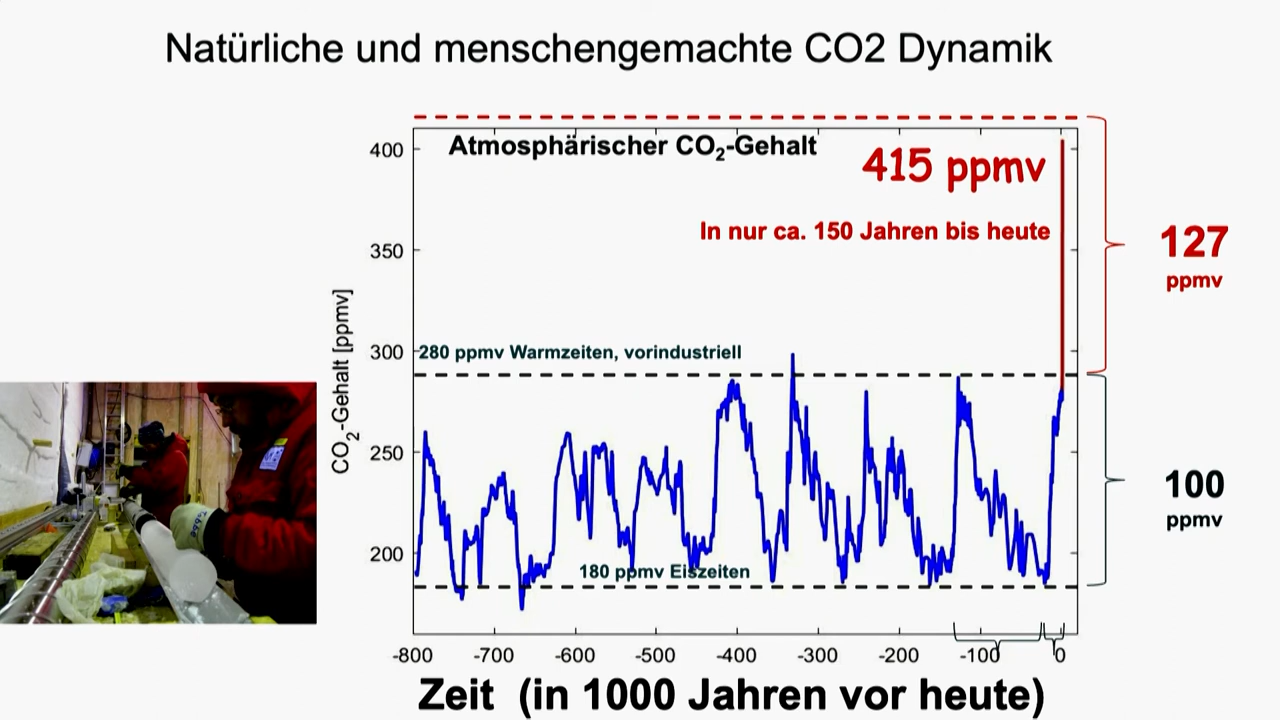 Natürliche und menschengemachte CO2 Dynamik
Atmosphärischer CO₂-Gehalt
415 ppmv
In nur ca. 150 Jahren bis heute
127
ppmv
280 ppmv Warmzeiten, vorindustriell
100
ppmv
180 ppmv Eiszeiten
CO₂-Gehalt [ppmv]
400
350
300
250
200
-800 -700 -600 -500 -400 -300 -200 -100 0
Zeit (in 1000 Jahren vor heute)